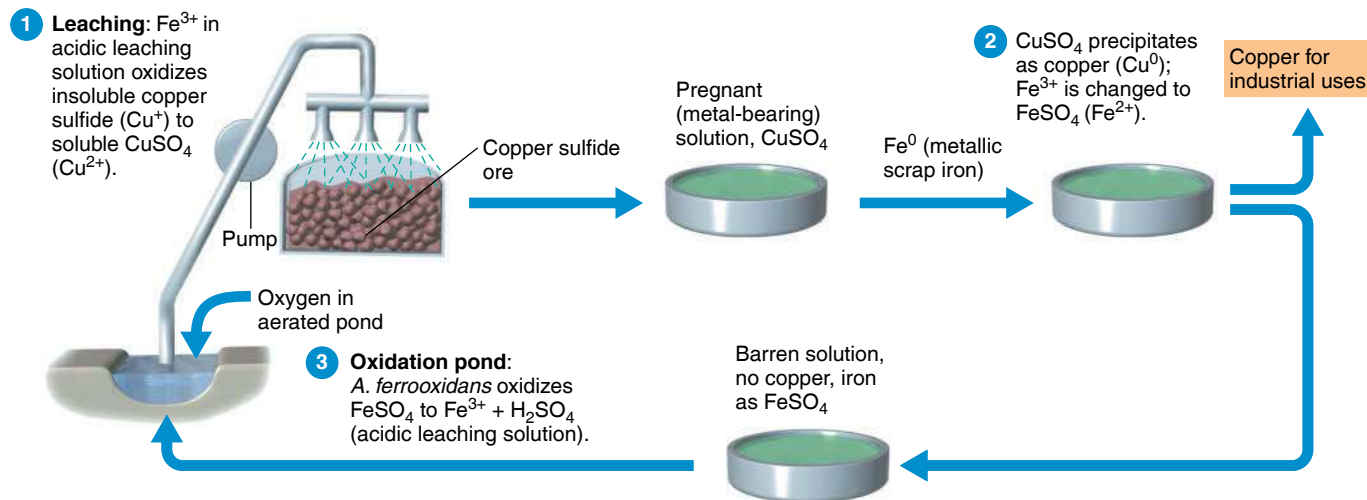 1 Leaching: Fe³⁺ in
acidic leaching
solution oxidizes
insoluble copper
sulfide (Cu⁺) to
soluble CuSO₄
(Cu²⁺).
Pump
Copper sulfide
ore
Pregnant
(metal-bearing)
solution, CuSO₄
Fe⁰ (metallic
scrap iron)
2 CuSO₄ precipitates
as copper (Cu⁰);
Fe³⁺ is changed to
FeSO₄ (Fe²⁺).
Copper for
industrial uses
Oxygen in
aerated pond
3 Oxidation pond:
A. ferrooxidans oxidizes
FeSO₄ to Fe³⁺ + H₂SO₄
(acidic leaching solution).
Barren solution,
no copper, iron
as FeSO₄